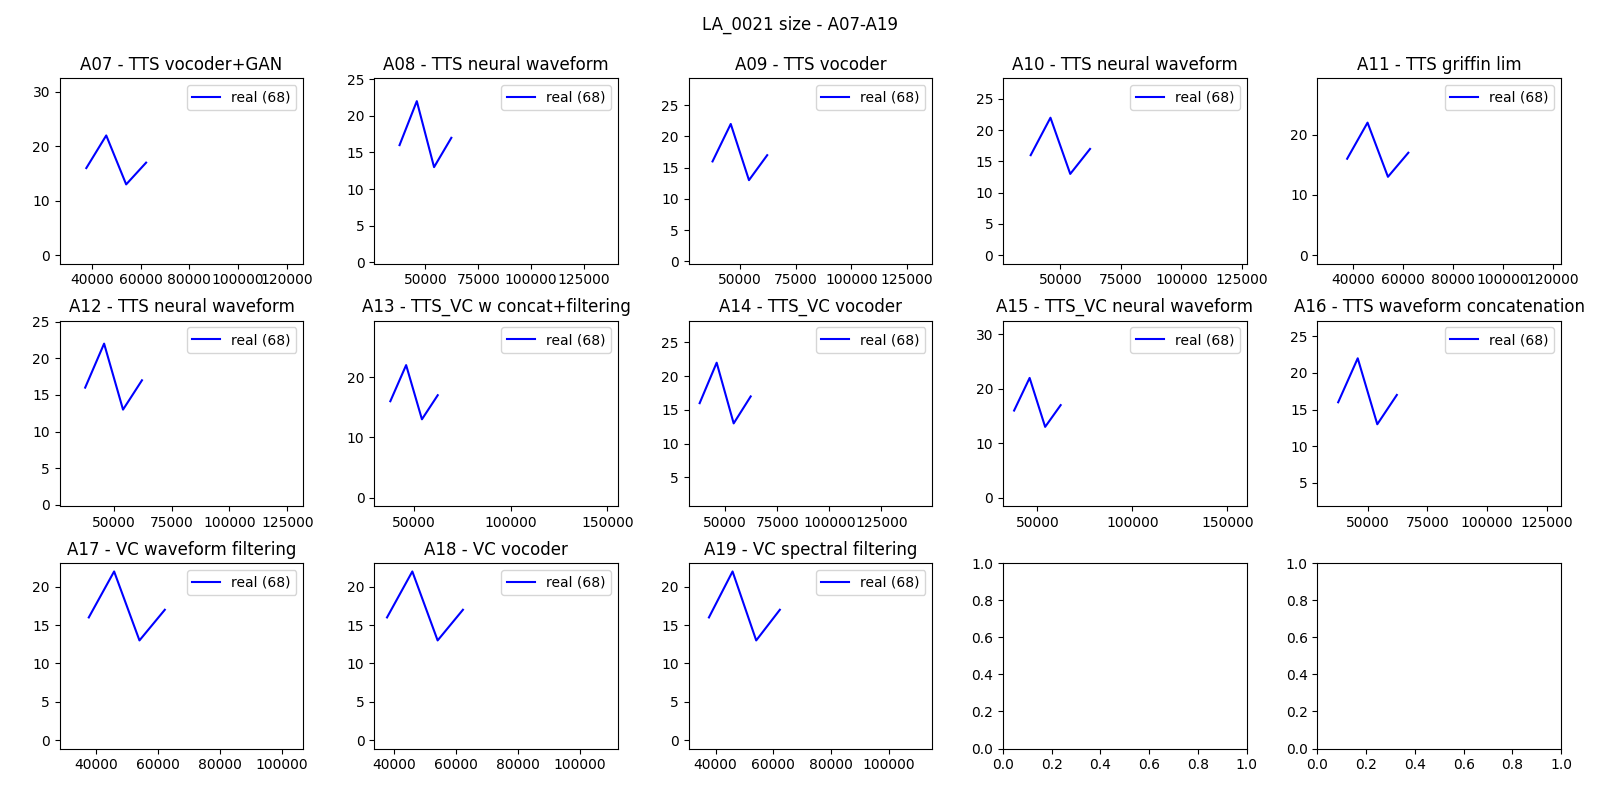 LA_0021 size - A07-A19
A07 - TTS vocoder+GAN
real (68)
30
20
10
0
40000 60000 80000 100000 120000
A08 - TTS neural waveform
real (68)
25
20
15
10
5
0
50000 75000 100000 125000
A09 - TTS vocoder
real (68)
25
20
15
10
5
0
50000 75000 100000 125000
A10 - TTS neural waveform
real (68)
25
20
15
10
5
0
50000 75000 100000 125000
A11 - TTS griffin lim
real (68)
20
10
0
40000 60000 80000 100000 120000
A12 - TTS neural waveform
real (68)
25
20
15
10
5
0
50000 75000 100000 125000
A13 - TTS_VC w concat+filtering
real (68)
20
10
0
50000 100000 150000
A14 - TTS_VC vocoder
real (68)
25
20
15
10
5
50000 75000 100000 125000
A15 - TTS_VC neural waveform
real (68)
30
20
10
0
50000 100000 150000
A16 - TTS waveform concatenation
real (68)
25
20
15
10
5
50000 75000 100000 125000
A17 - VC waveform filtering
real (68)
20
15
10
5
0
40000 60000 80000 100000
A18 - VC vocoder
real (68)
20
15
10
5
0
40000 60000 80000 100000
A19 - VC spectral filtering
real (68)
20
15
10
5
0
40000 60000 80000 100000
1.0
0.8
0.6
0.4
0.2
0.0
0.0 0.2 0.4 0.6 0.8 1.0
1.0
0.8
0.6
0.4
0.2
0.0
0.0 0.2 0.4 0.6 0.8 1.0